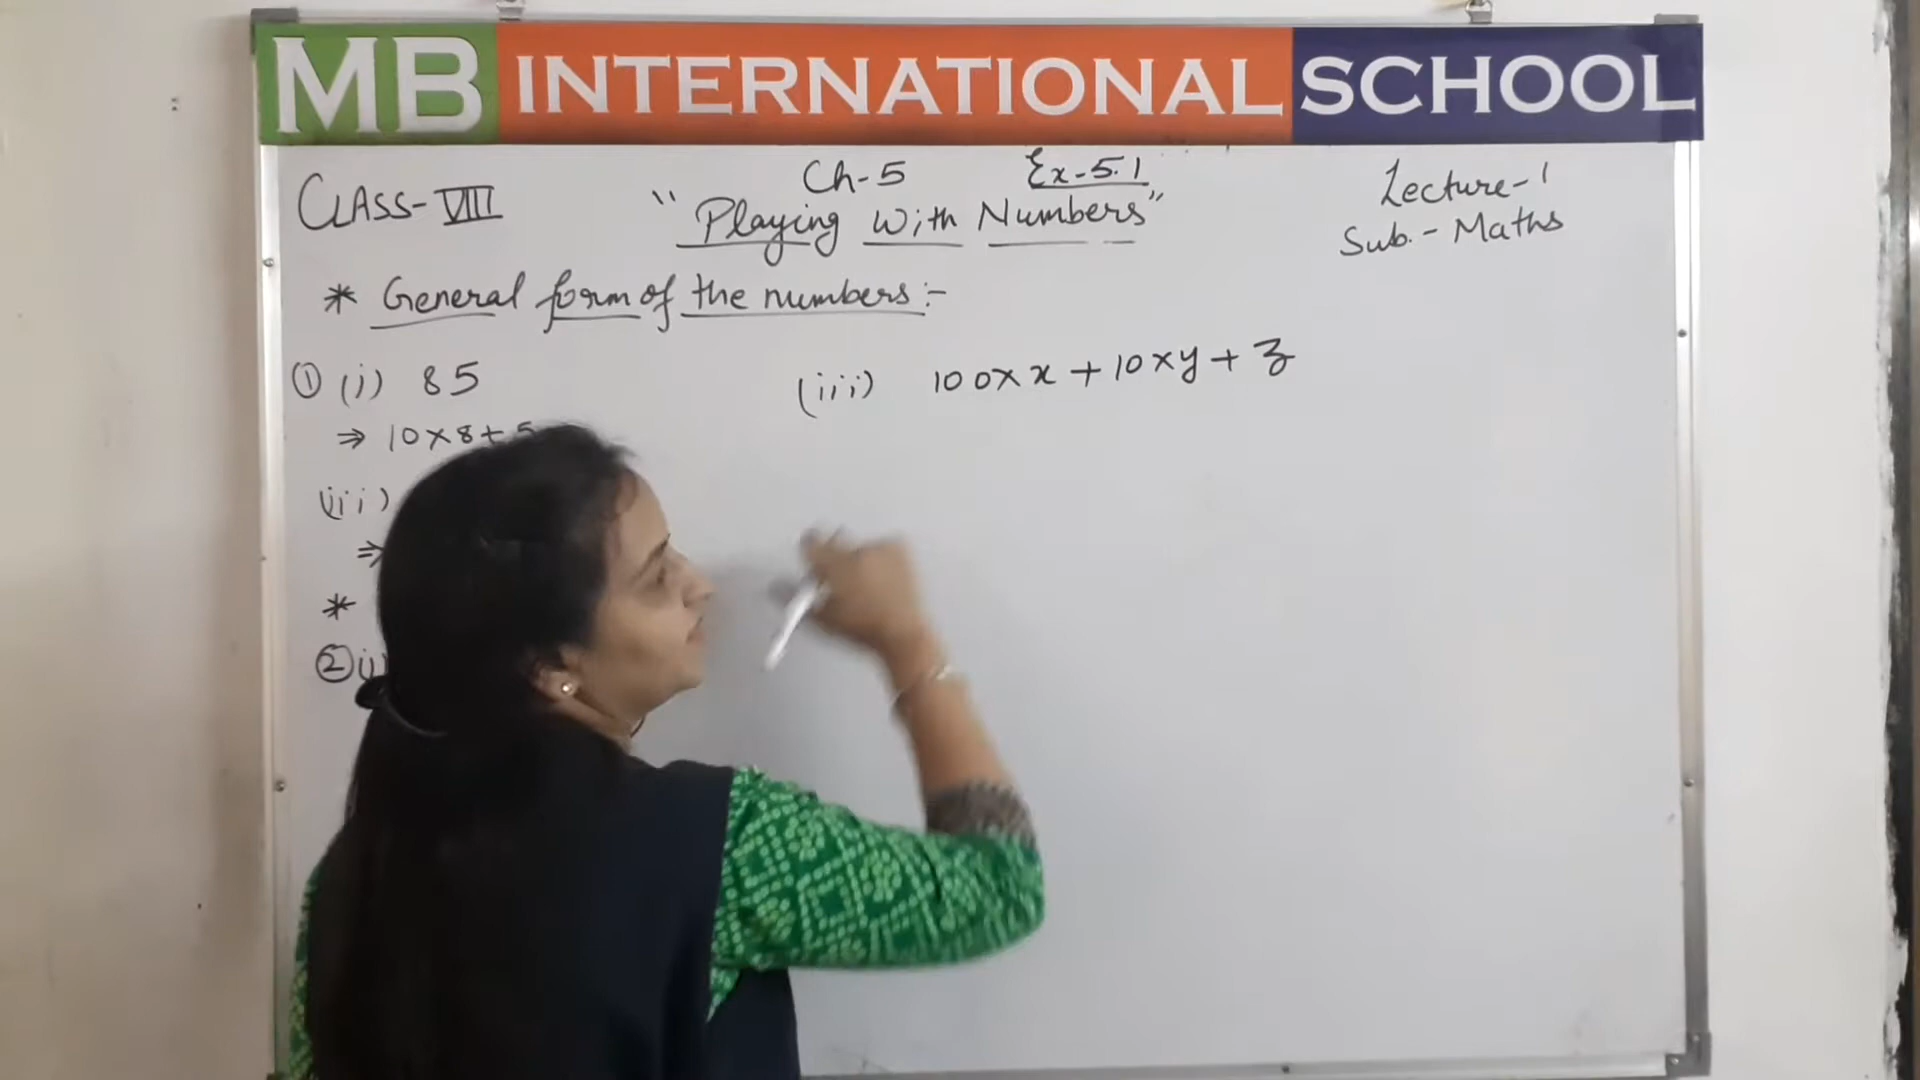 MB INTERNATIONAL SCHOOL
CLASS-VIII
Ch-5 Ex-5.1
"Playing With Numbers"
Lecture-1
Sub.- Maths
* General form of the numbers:-
① (i) 85
⇒ 10×8+5
(iii)
⇒
*
② (i)
(iii) 100×x+10×y+z